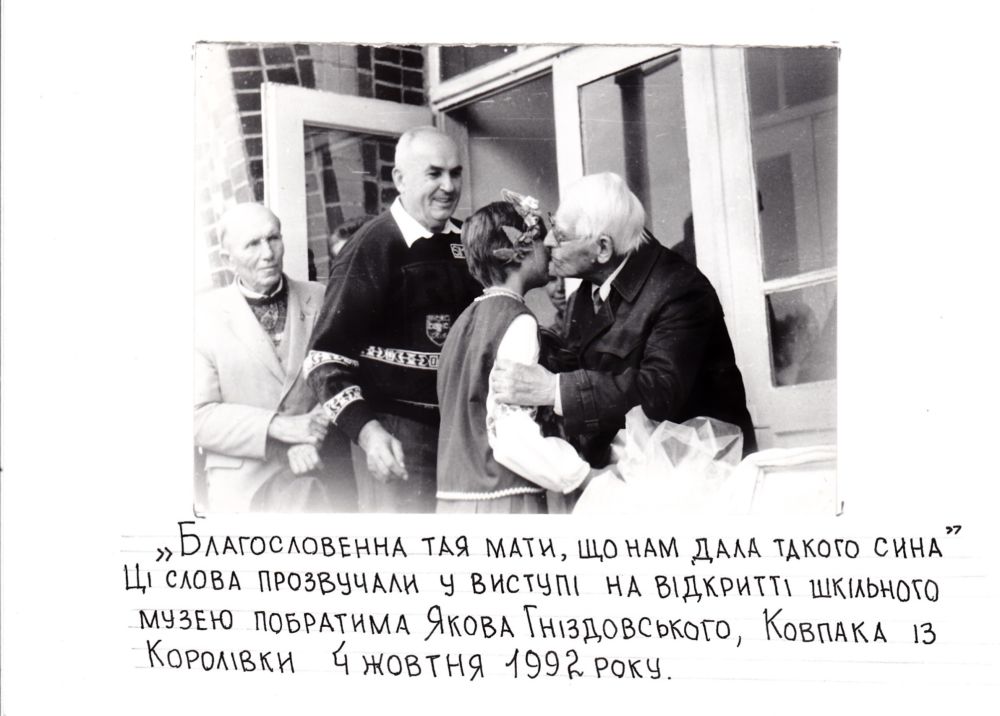 „Благословенна тая мати, що нам дала такого сина”
Ці слова прозвучали у виступі на відкритті шкільного
музею побратима Якова Гніздовського, Ковпака із
Королівки 4 жовтня 1992 року.